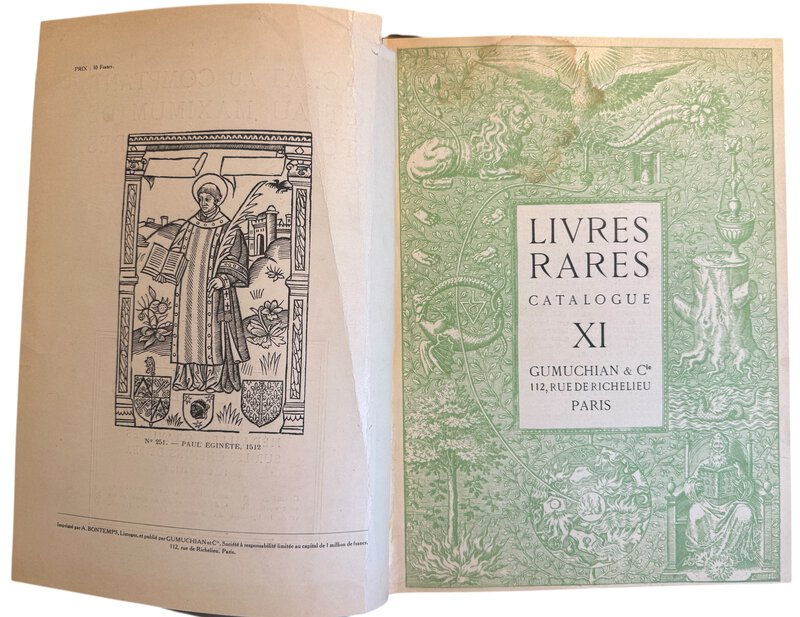 PRIX : 10 Francs.
Nº 251. — PAUL EGINÈTE, 1512
Imprimé par A. BONTEMPS, Limoges, et publié par GUMUCHIAN et Cie, Société à responsabilité limitée au capital de 1 million de francs.
112, rue de Richelieu, Paris.
LIVRES
RARES
CATALOGUE
XI
GUMUCHIAN & Cie
112, RUE DE RICHELIEU
PARIS